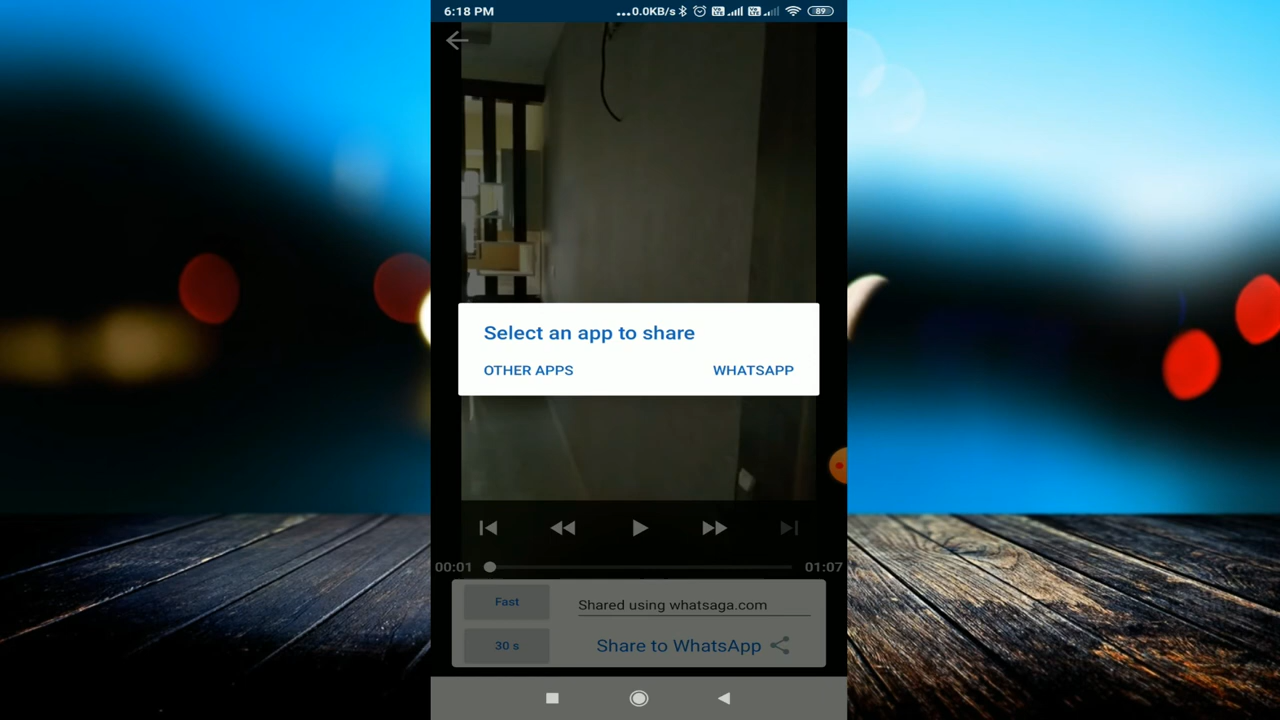 6:18 PM
...0.0KB/s
89
Select an app to share
OTHER APPS
WHATSAPP
00:01
01:07
Fast
Shared using whatsaga.com
30 s
Share to WhatsApp